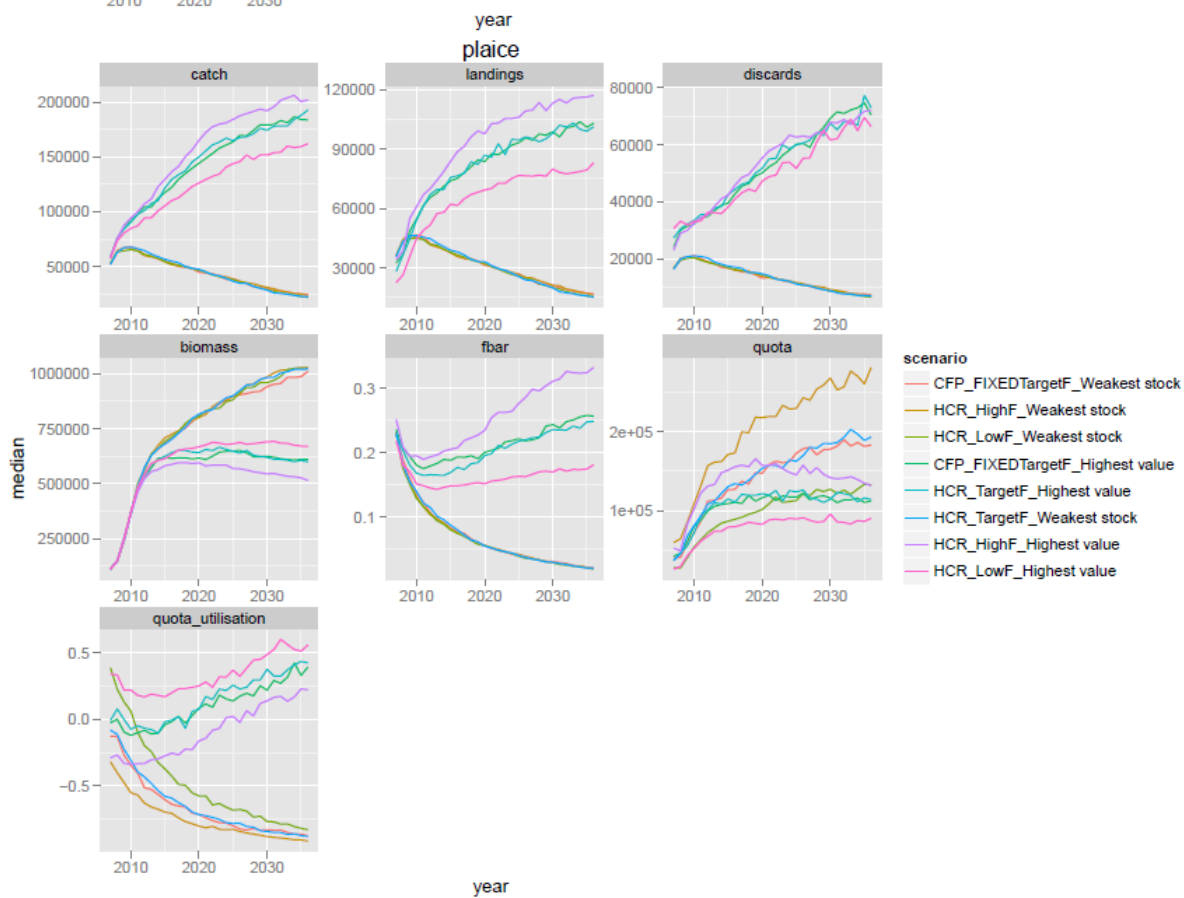 2010 2020 2030
year
plaice
catch landings discards
200000
150000
100000
50000
120000
90000
60000
30000
80000
60000
40000
20000
2010 2020 2030 2010 2020 2030 2010 2020 2030
biomass fbar quota
median
1000000
750000
500000
250000
0.3
0.2
0.1
2e+05
1e+05
2010 2020 2030 2010 2020 2030 2010 2020 2030
scenario
CFP_FIXEDTargetF_Weakest stock
HCR_HighF_Weakest stock
HCR_LowF_Weakest stock
CFP_FIXEDTargetF_Highest value
HCR_TargetF_Highest value
HCR_TargetF_Weakest stock
HCR_HighF_Highest value
HCR_LowF_Highest value
quota_utilisation
0.5
0.0
−0.5
2010 2020 2030
year